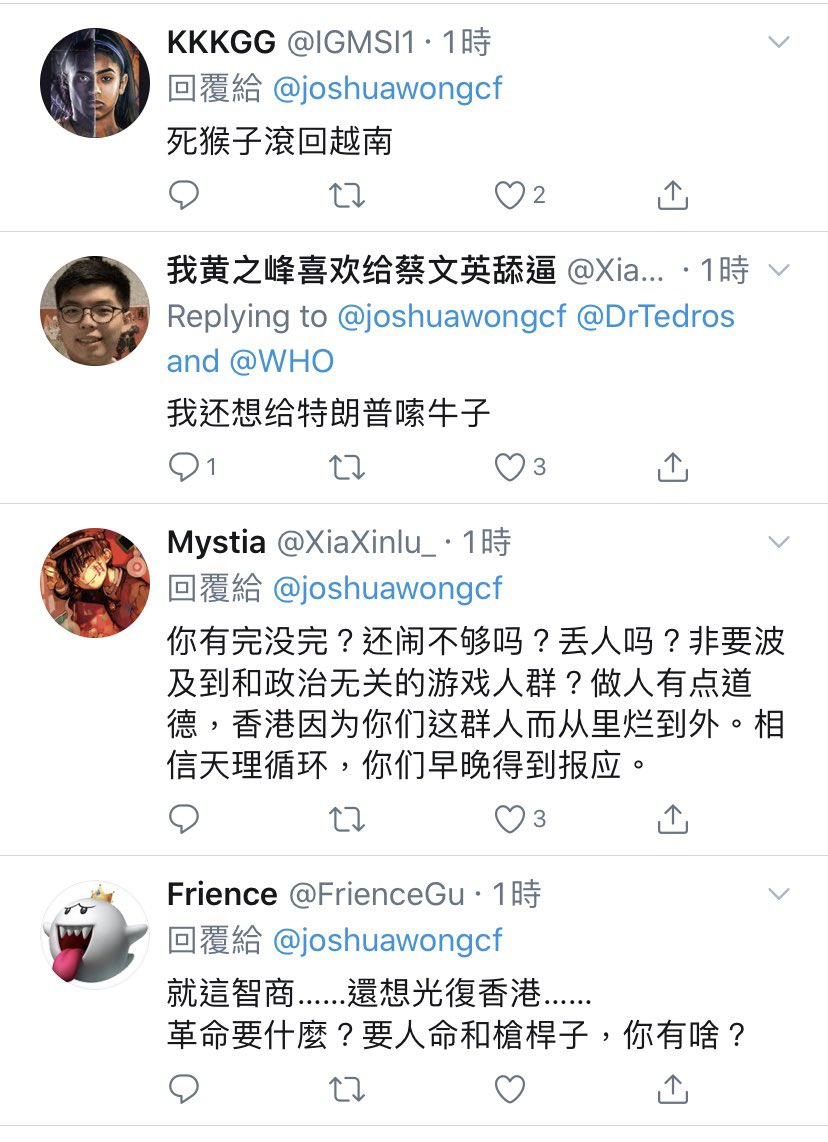 KKKGG @IGMSI1 · 1時
回覆給 @joshuawongcf
死猴子滾回越南
2
我黄之峰喜欢给蔡文英舔逼 @Xia... · 1時
Replying to @joshuawongcf @DrTedros
and @WHO
我还想给特朗普嗦牛子
1 3
Mystia @XiaXinlu_ · 1時
回覆給 @joshuawongcf
你有完没完？还闹不够吗？丢人吗？非要波
及到和政治无关的游戏人群？做人有点道
德，香港因为你们这群人而从里烂到外。相
信天理循环，你们早晚得到报应。
3
Frience @FrienceGu · 1時
回覆給 @joshuawongcf
就這智商......還想光復香港......
革命要什麼？要人命和槍桿子，你有啥？